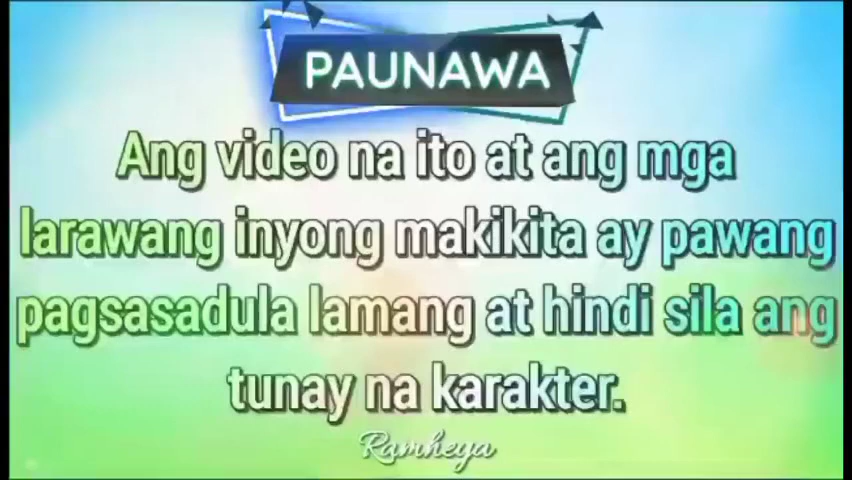 PAUNAWA
Ang video na ito at ang mga
larawang inyong makikita ay pawang
pagsasadula lamang at hindi sila ang
tunay na karakter.
Ramheya